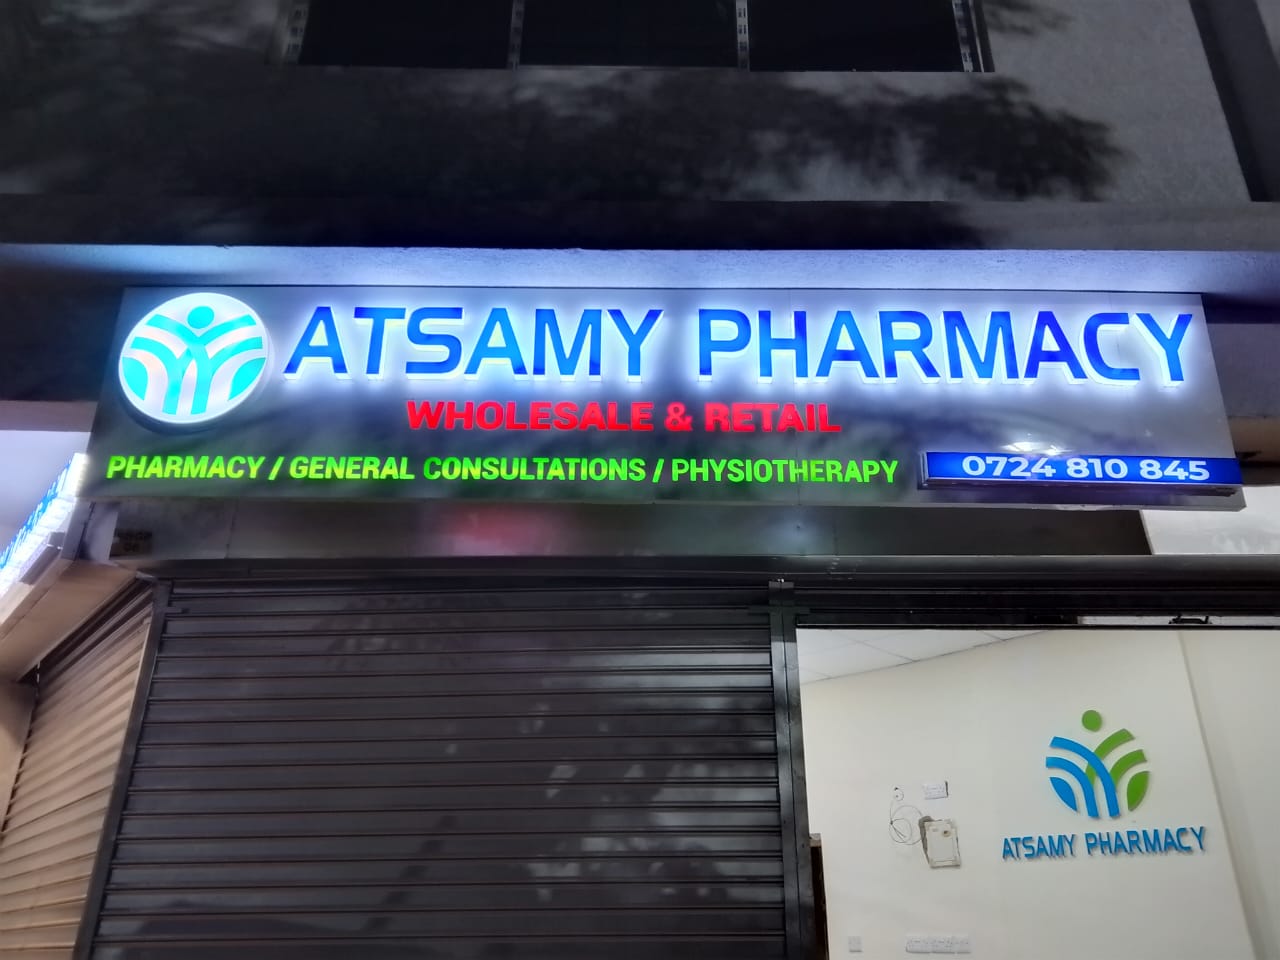 ATSAMY PHARMACY
WHOLESALE & RETAIL
PHARMACY / GENERAL CONSULTATIONS / PHYSIOTHERAPY
0724 810 845
ATSAMY PHARMACY